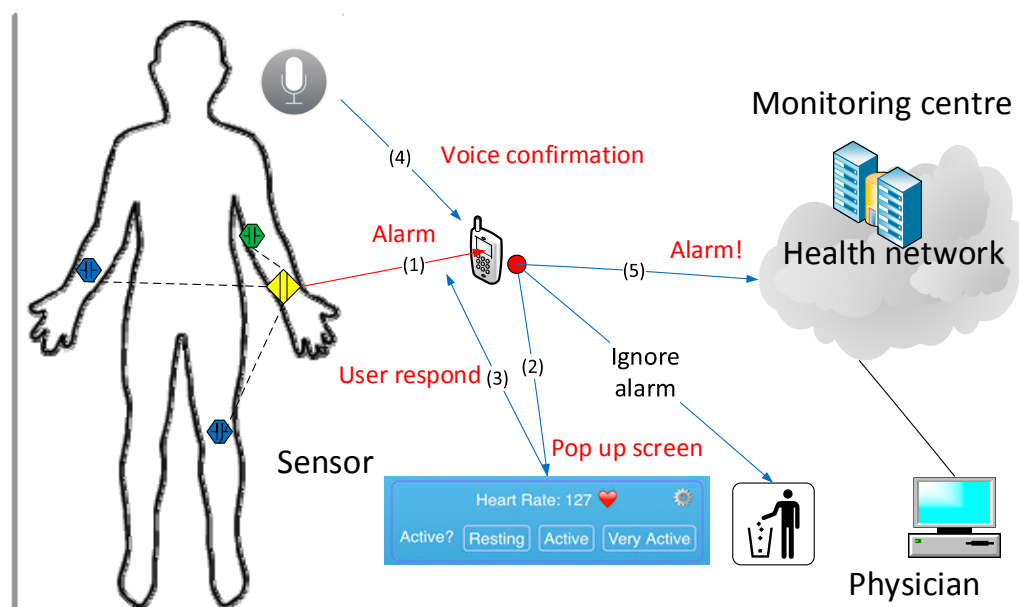 Monitoring centre
(4)
Voice confirmation
Alarm
(1)
Health network
Alarm!
(5)
User respond
(3)
(2)
Ignore
alarm
Sensor
Pop up screen
Heart Rate: 127
Active?
Resting
Active
Very Active
Physician